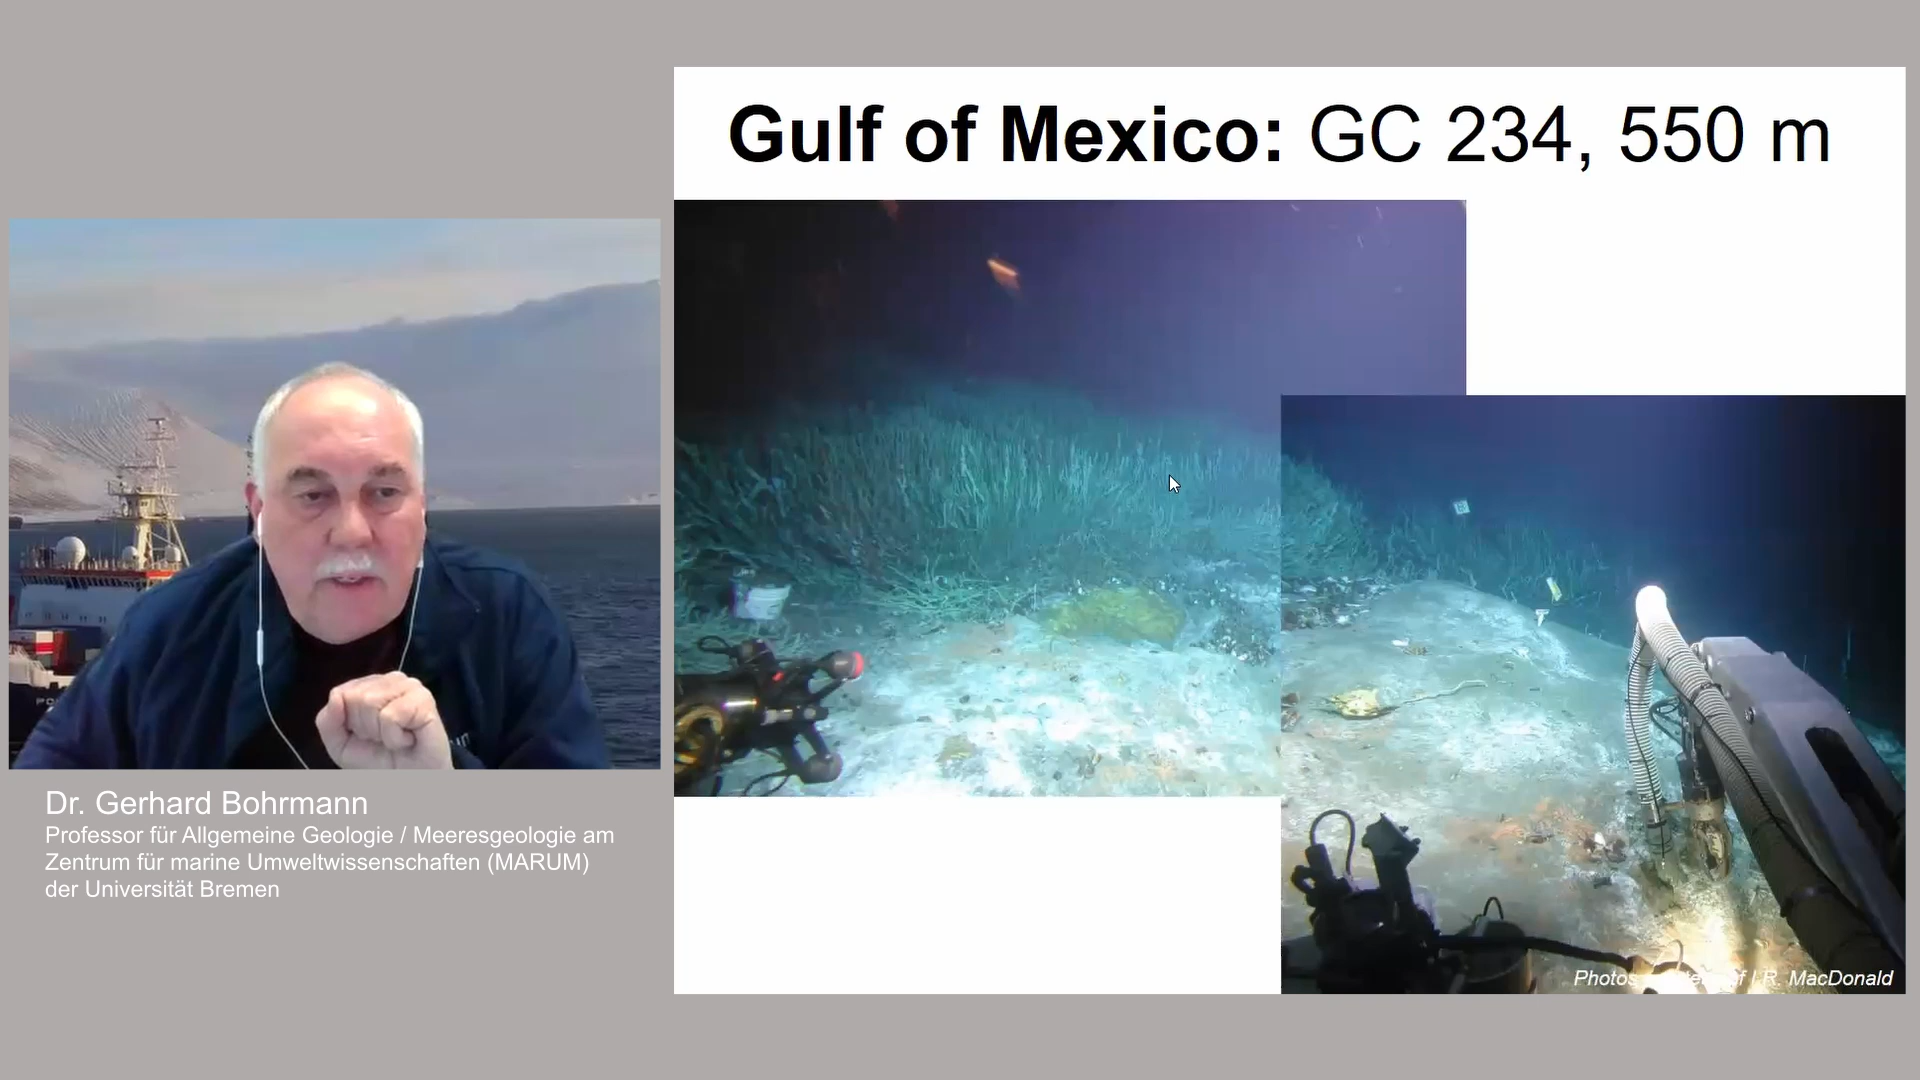 Gulf of Mexico: GC 234, 550 m
Dr. Gerhard Bohrmann
Professor für Allgemeine Geologie / Meeresgeologie am
Zentrum für marine Umweltwissenschaften (MARUM)
der Universität Bremen
Photos R. MacDonald